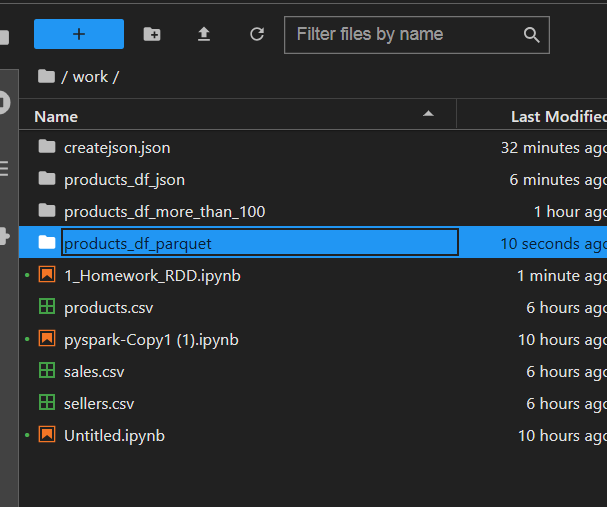 +
Filter files by name
/ work /
Name Last Modified
createjson.json 32 minutes ago
products_df_json 6 minutes ago
products_df_more_than_100 1 hour ago
products_df_parquet 10 seconds ago
1_Homework_RDD.ipynb 1 minute ago
products.csv 6 hours ago
pyspark-Copy1 (1).ipynb 10 hours ago
sales.csv 6 hours ago
sellers.csv 6 hours ago
Untitled.ipynb 10 hours ago